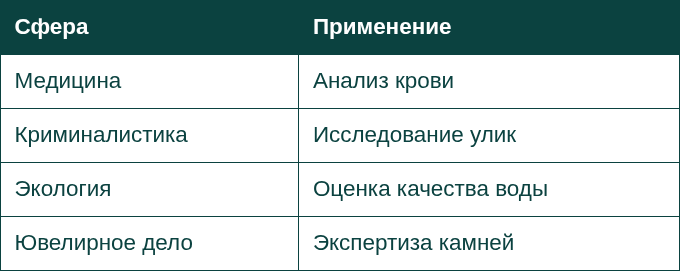 Сфера Применение
Медицина Анализ крови
Криминалистика Исследование улик
Экология Оценка качества воды
Ювелирное дело Экспертиза камней